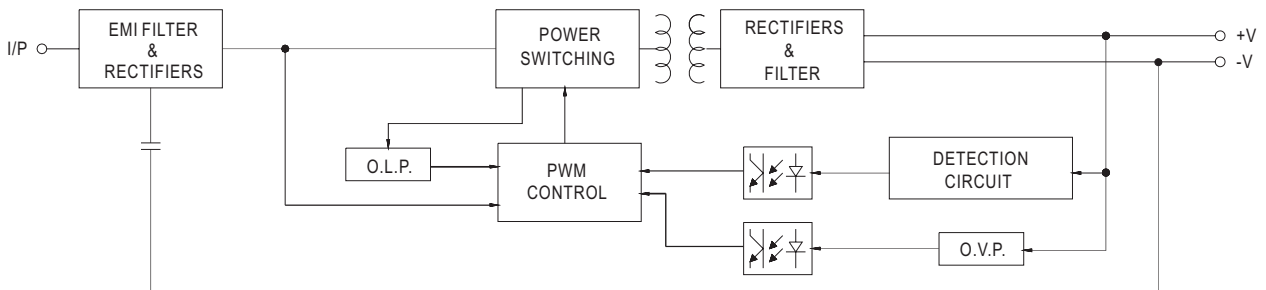 I/P
EMI FILTER
&
RECTIFIERS
POWER
SWITCHING
RECTIFIERS
&
FILTER
+V
-V
O.L.P.
PWM
CONTROL
DETECTION
CIRCUIT
O.V.P.